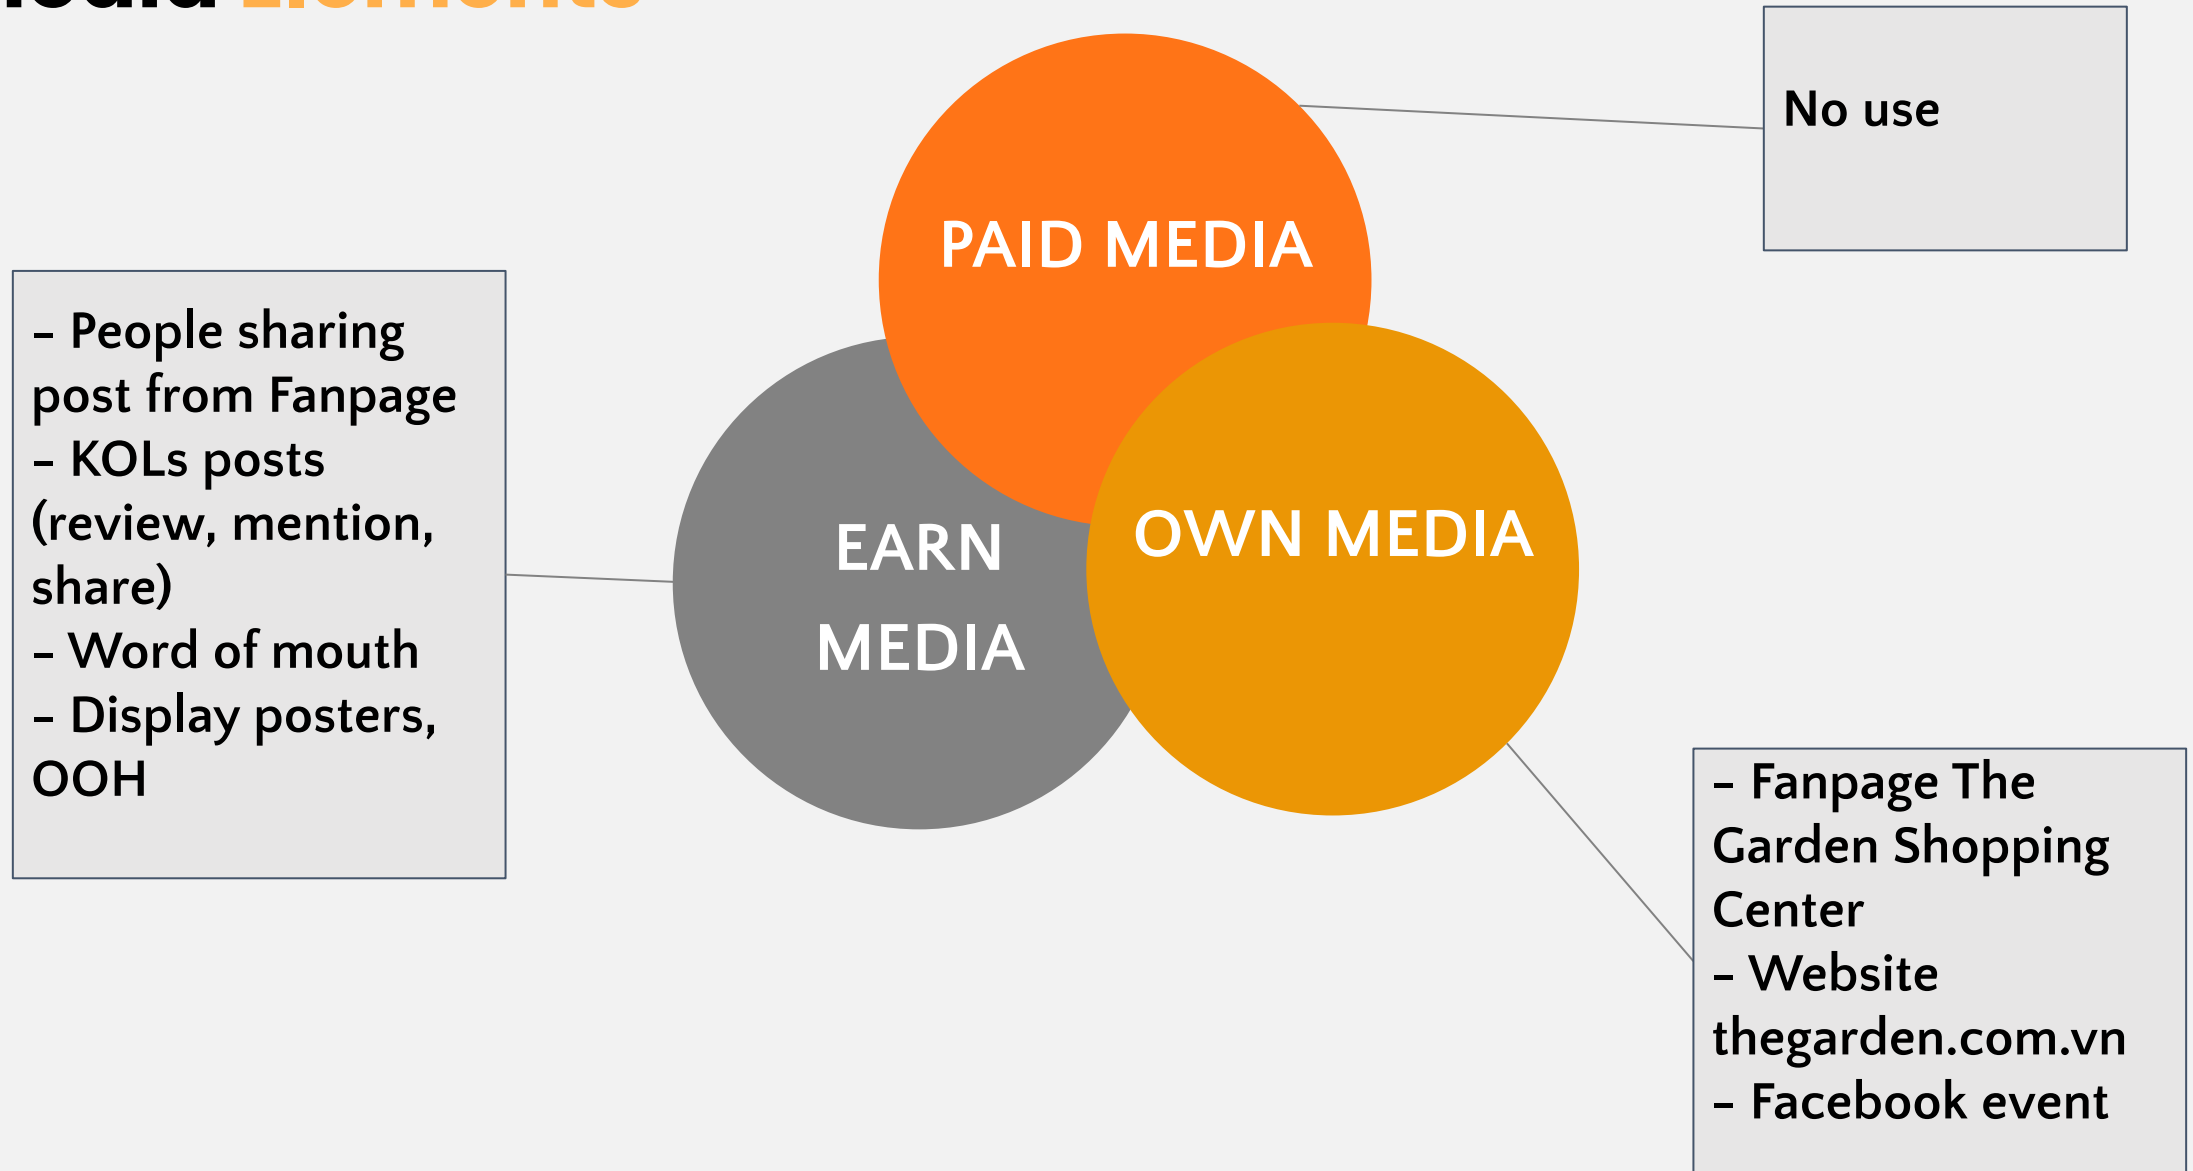 PAID MEDIA
No use
– People sharing
post from Fanpage
– KOLs posts
(review, mention,
share)
– Word of mouth
– Display posters,
OOH
EARN
MEDIA
OWN MEDIA
– Fanpage The
Garden Shopping
Center
– Website
thegarden.com.vn
– Facebook event